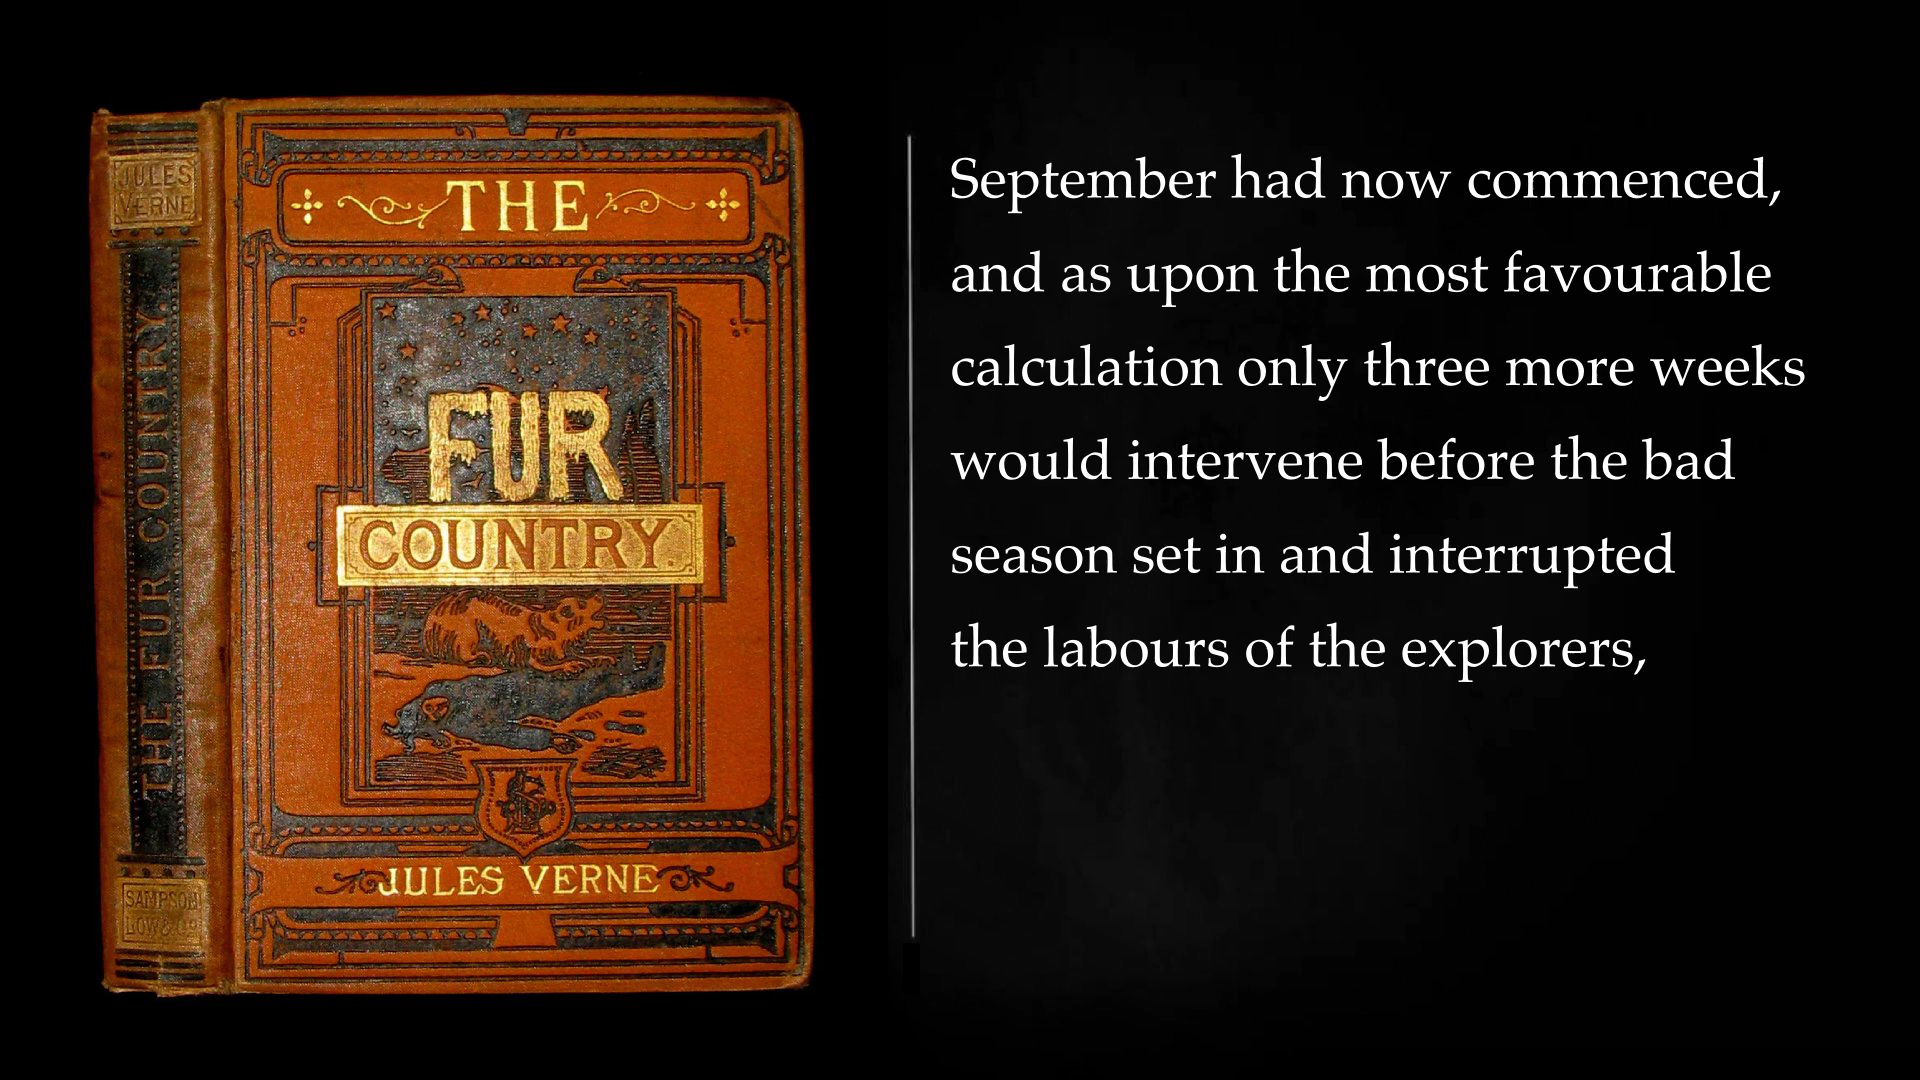 JULES
VERNE
THE FUR COUNTRY.
SAMPSON
LOW & Co
THE
FUR
COUNTRY.
JULES VERNE
September had now commenced,
and as upon the most favourable
calculation only three more weeks
would intervene before the bad
season set in and interrupted
the labours of the explorers,